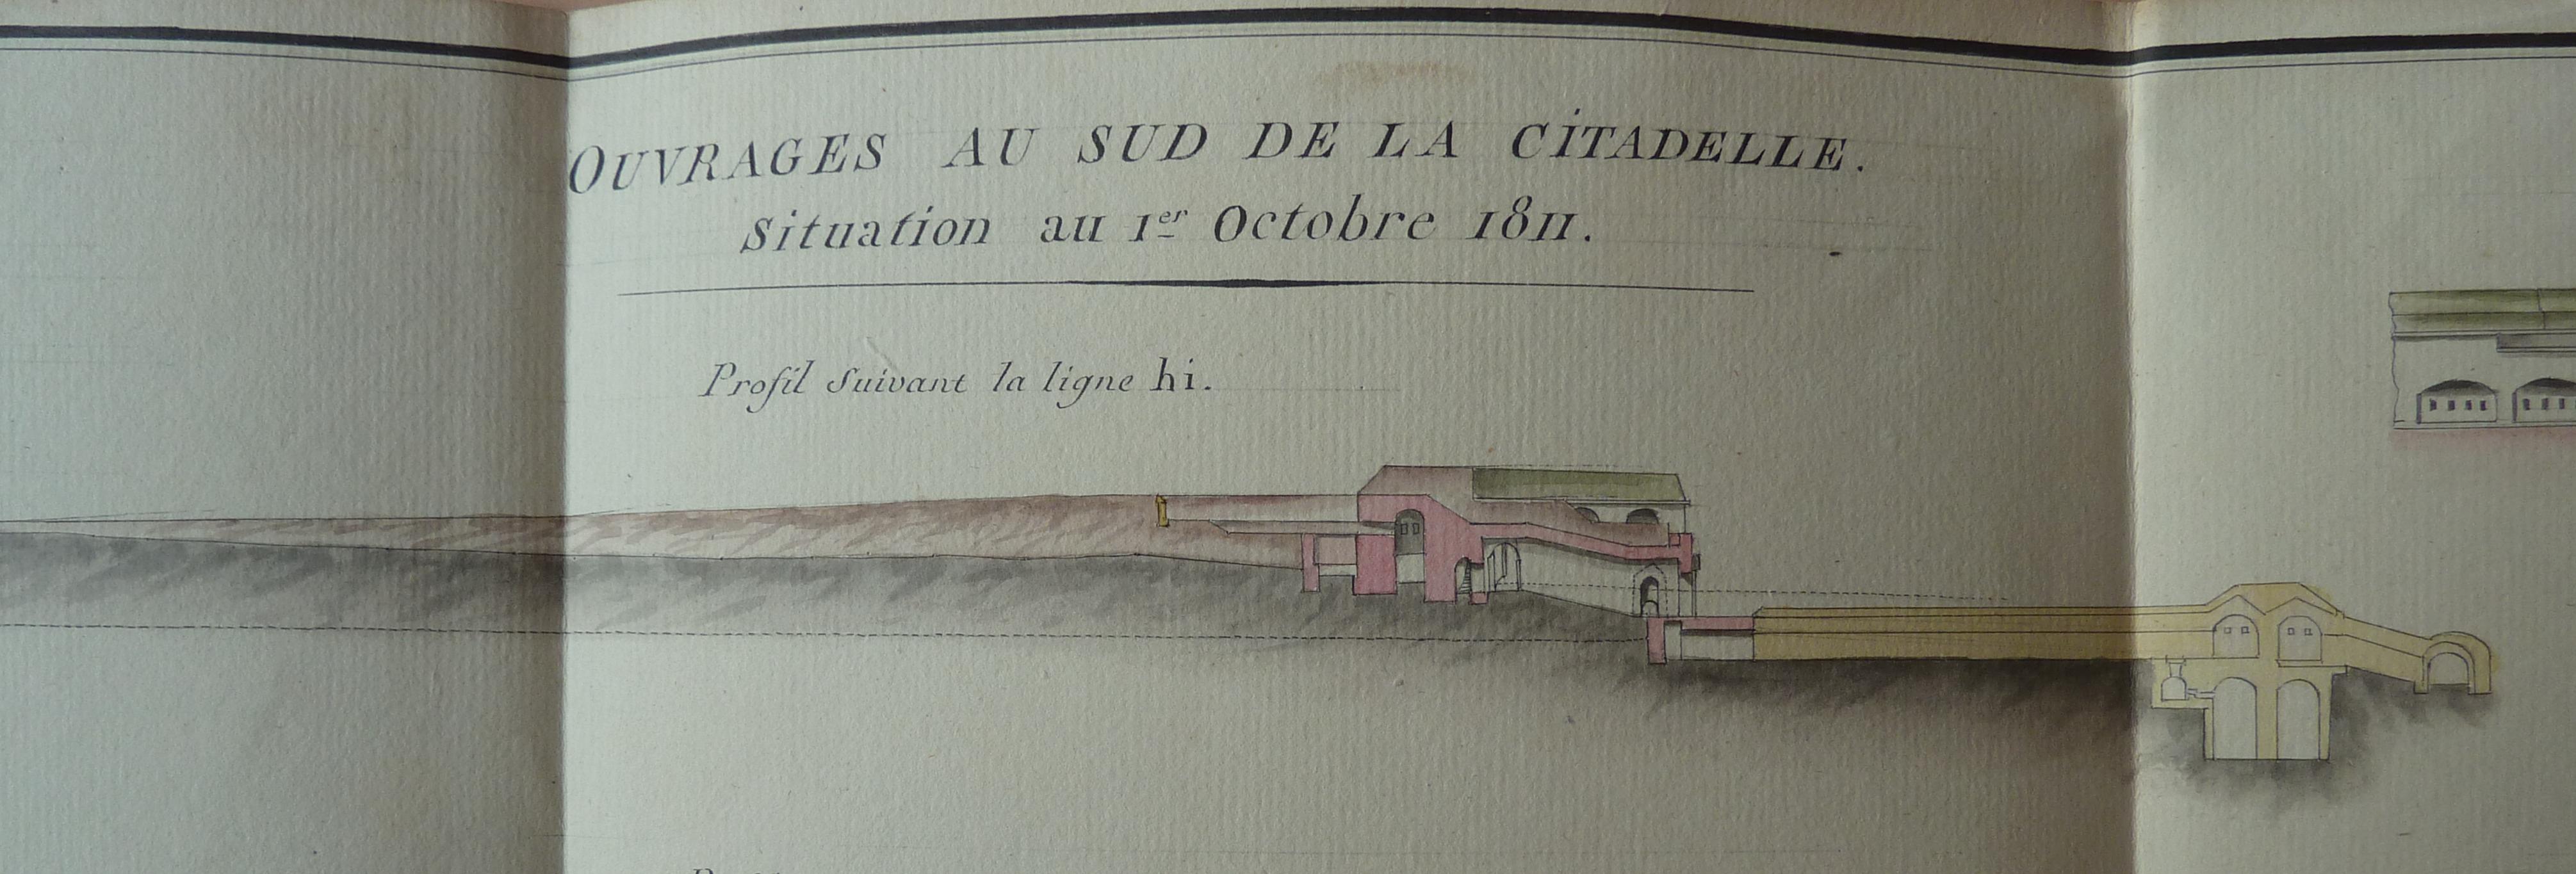 OUVRAGES AU SUD DE LA CITADELLE.
Situation au 1er Octobre 1811.
Profil Suivant la ligne hi.